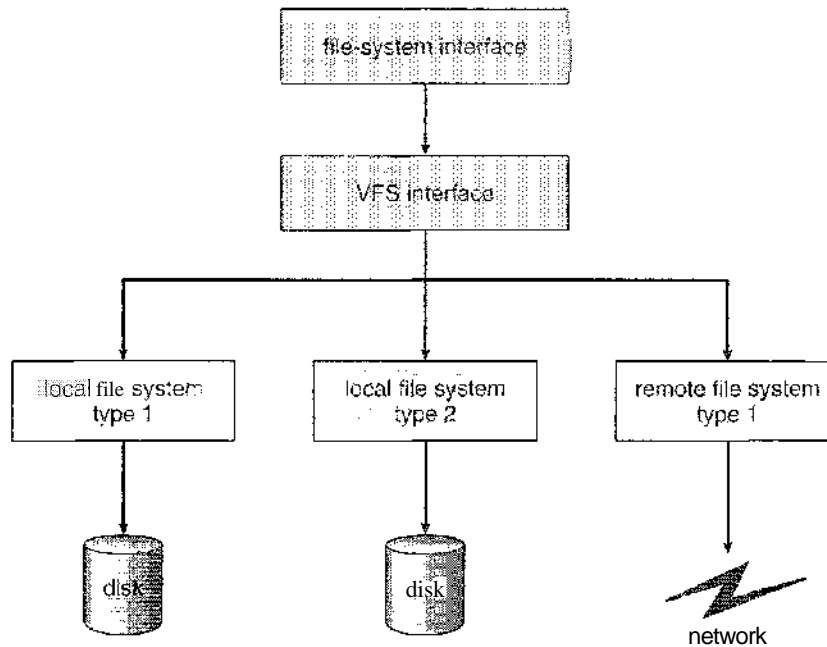 file-system interface
VFS interface
local file system
type 1
local file system
type 2
remote file system
type 1
disk
disk
network